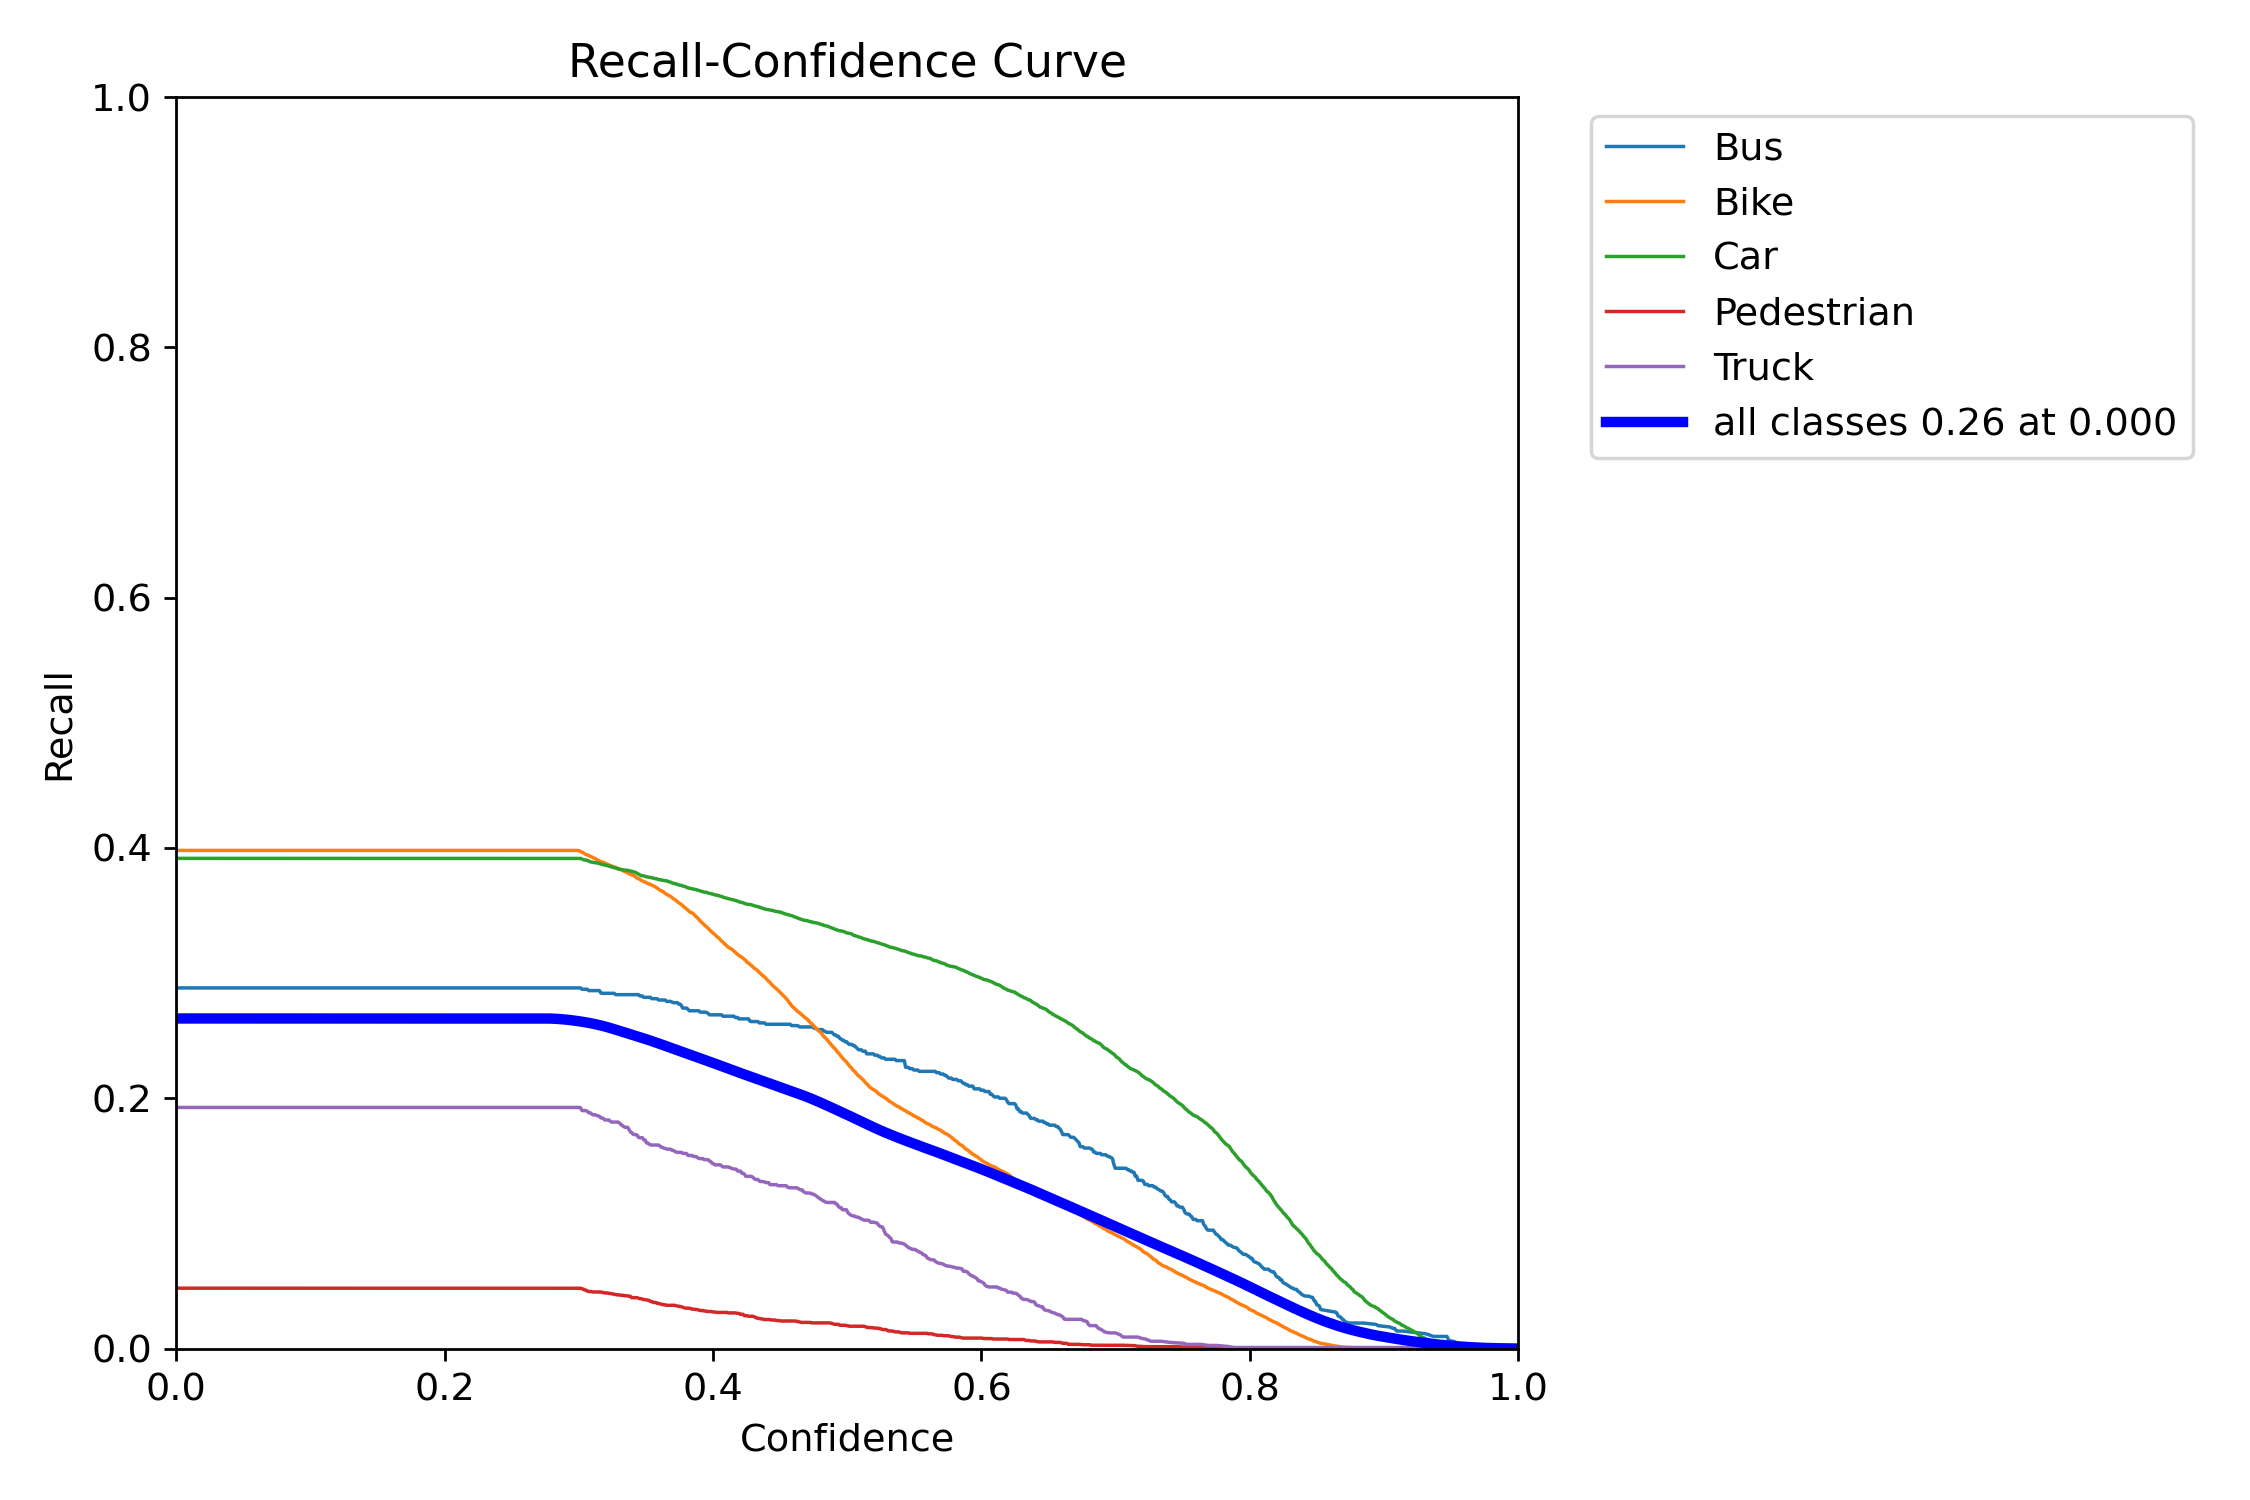 Recall-Confidence Curve
1.0
0.8
0.6
0.4
0.2
0.0
Recall
0.0 0.2 0.4 0.6 0.8 1.0
Confidence
Bus
Bike
Car
Pedestrian
Truck
all classes 0.26 at 0.000